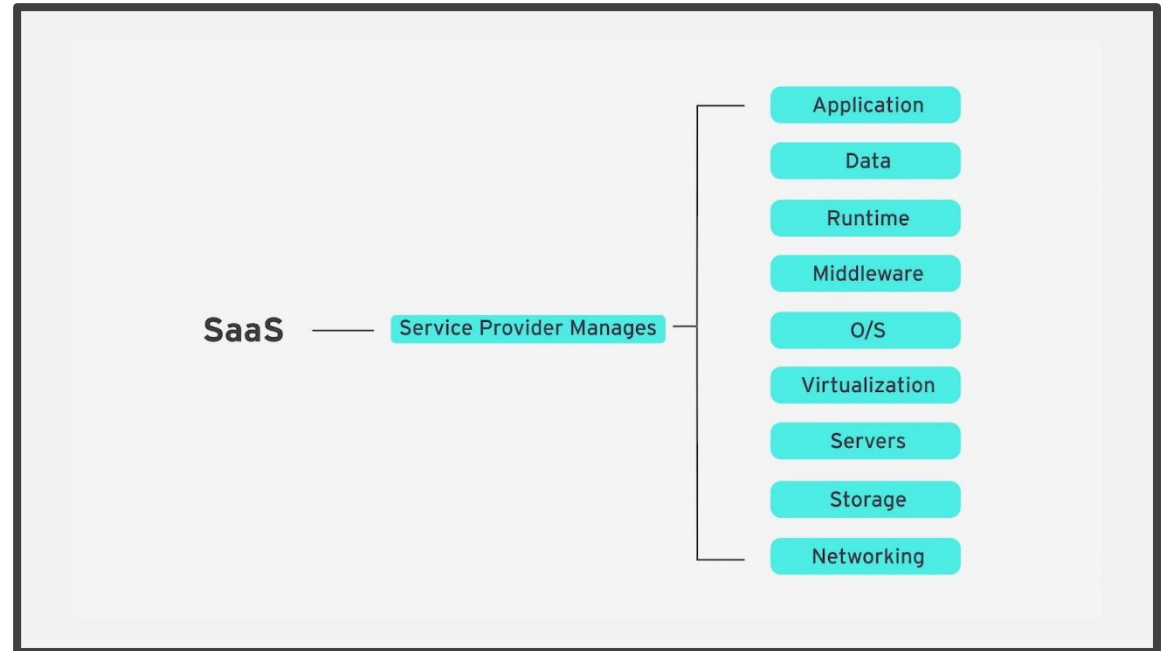 SaaS
Service Provider Manages
Application
Data
Runtime
Middleware
O/S
Virtualization
Servers
Storage
Networking